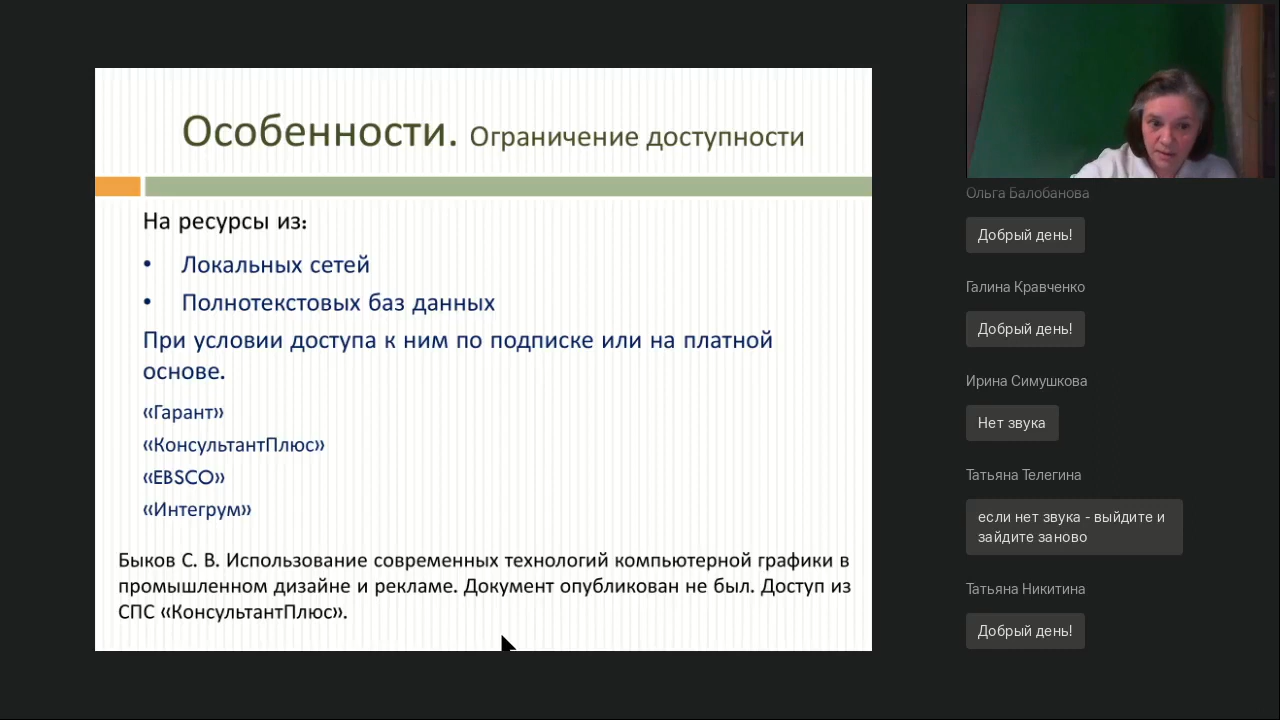 Особенности. Ограничение доступности
На ресурсы из:
• Локальных сетей
• Полнотекстовых баз данных
При условии доступа к ним по подписке или на платной
основе.
«Гарант»
«КонсультантПлюс»
«EBSCO»
«Интегрум»
Быков С. В. Использование современных технологий компьютерной графики в
промышленном дизайне и рекламе. Документ опубликован не был. Доступ из
СПС «КонсультантПлюс».
Ольга Балобанова
Добрый день!
Галина Кравченко
Добрый день!
Ирина Симушкова
Нет звука
Татьяна Телегина
если нет звука - выйдите и
зайдите заново
Татьяна Никитина
Добрый день!